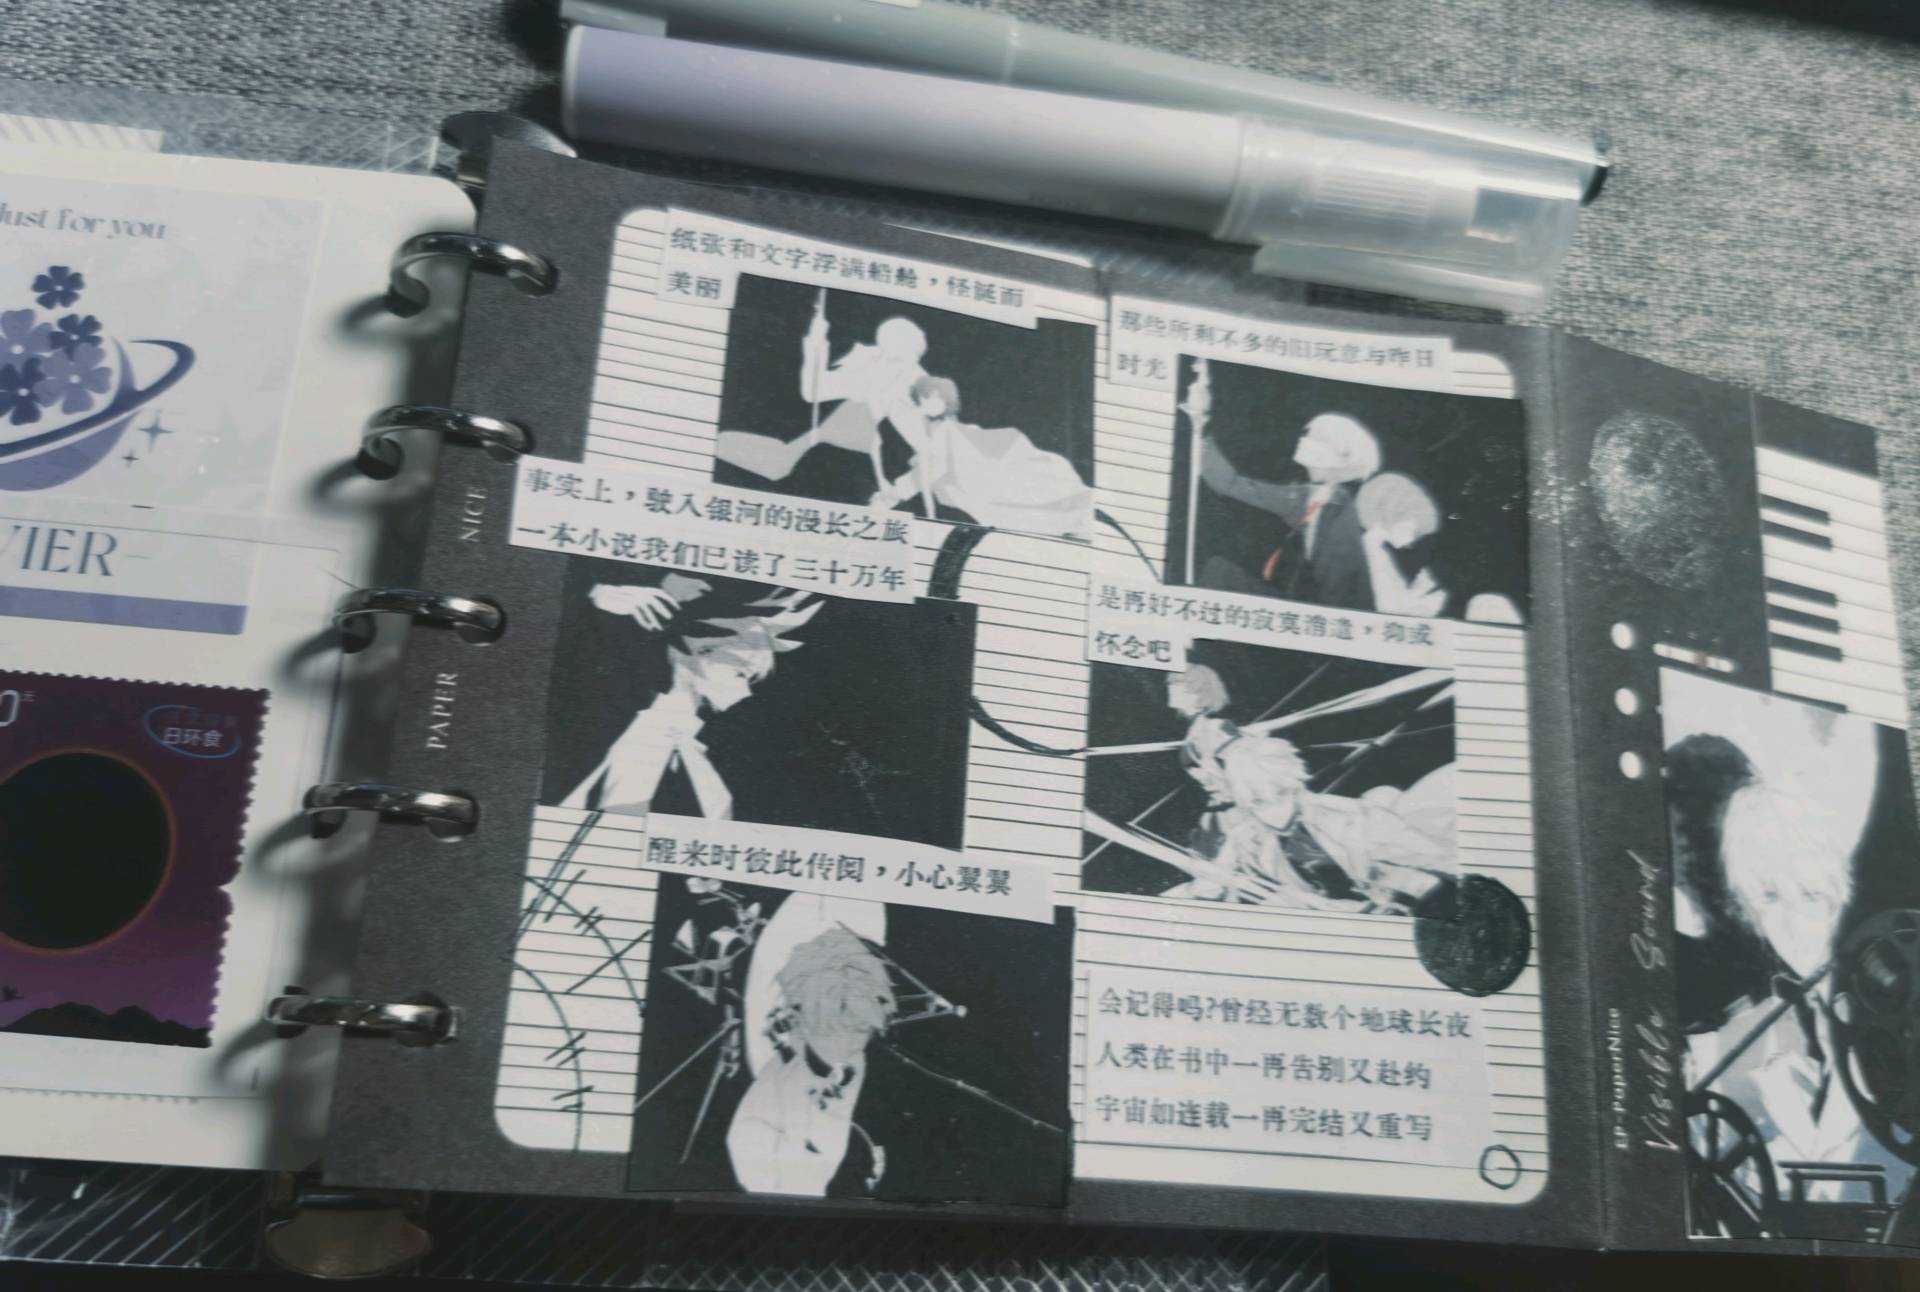 Just for you
VIER
日环食
NICE
PAPER
纸张和文字浮满船舱，怪诞而
美丽
那些所剩不多的旧玩意与昨日
时光
事实上，驶入银河的漫长之旅
一本小说我们已读了三十万年
是再好不过的寂寞消遣，抑或
怀念吧
醒来时彼此传阅，小心翼翼
会记得吗?曾经无数个地球长夜
人类在书中一再告别又赴约
宇宙如连载一再完结又重写
EP-PaperNice
Visible Sound